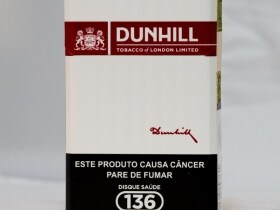 DUNHILL
TOBACCO of LONDON LIMITED
Dunhill
ESTE PRODUTO CAUSA CÂNCER
PARE DE FUMAR
DISQUE SAÚDE
136